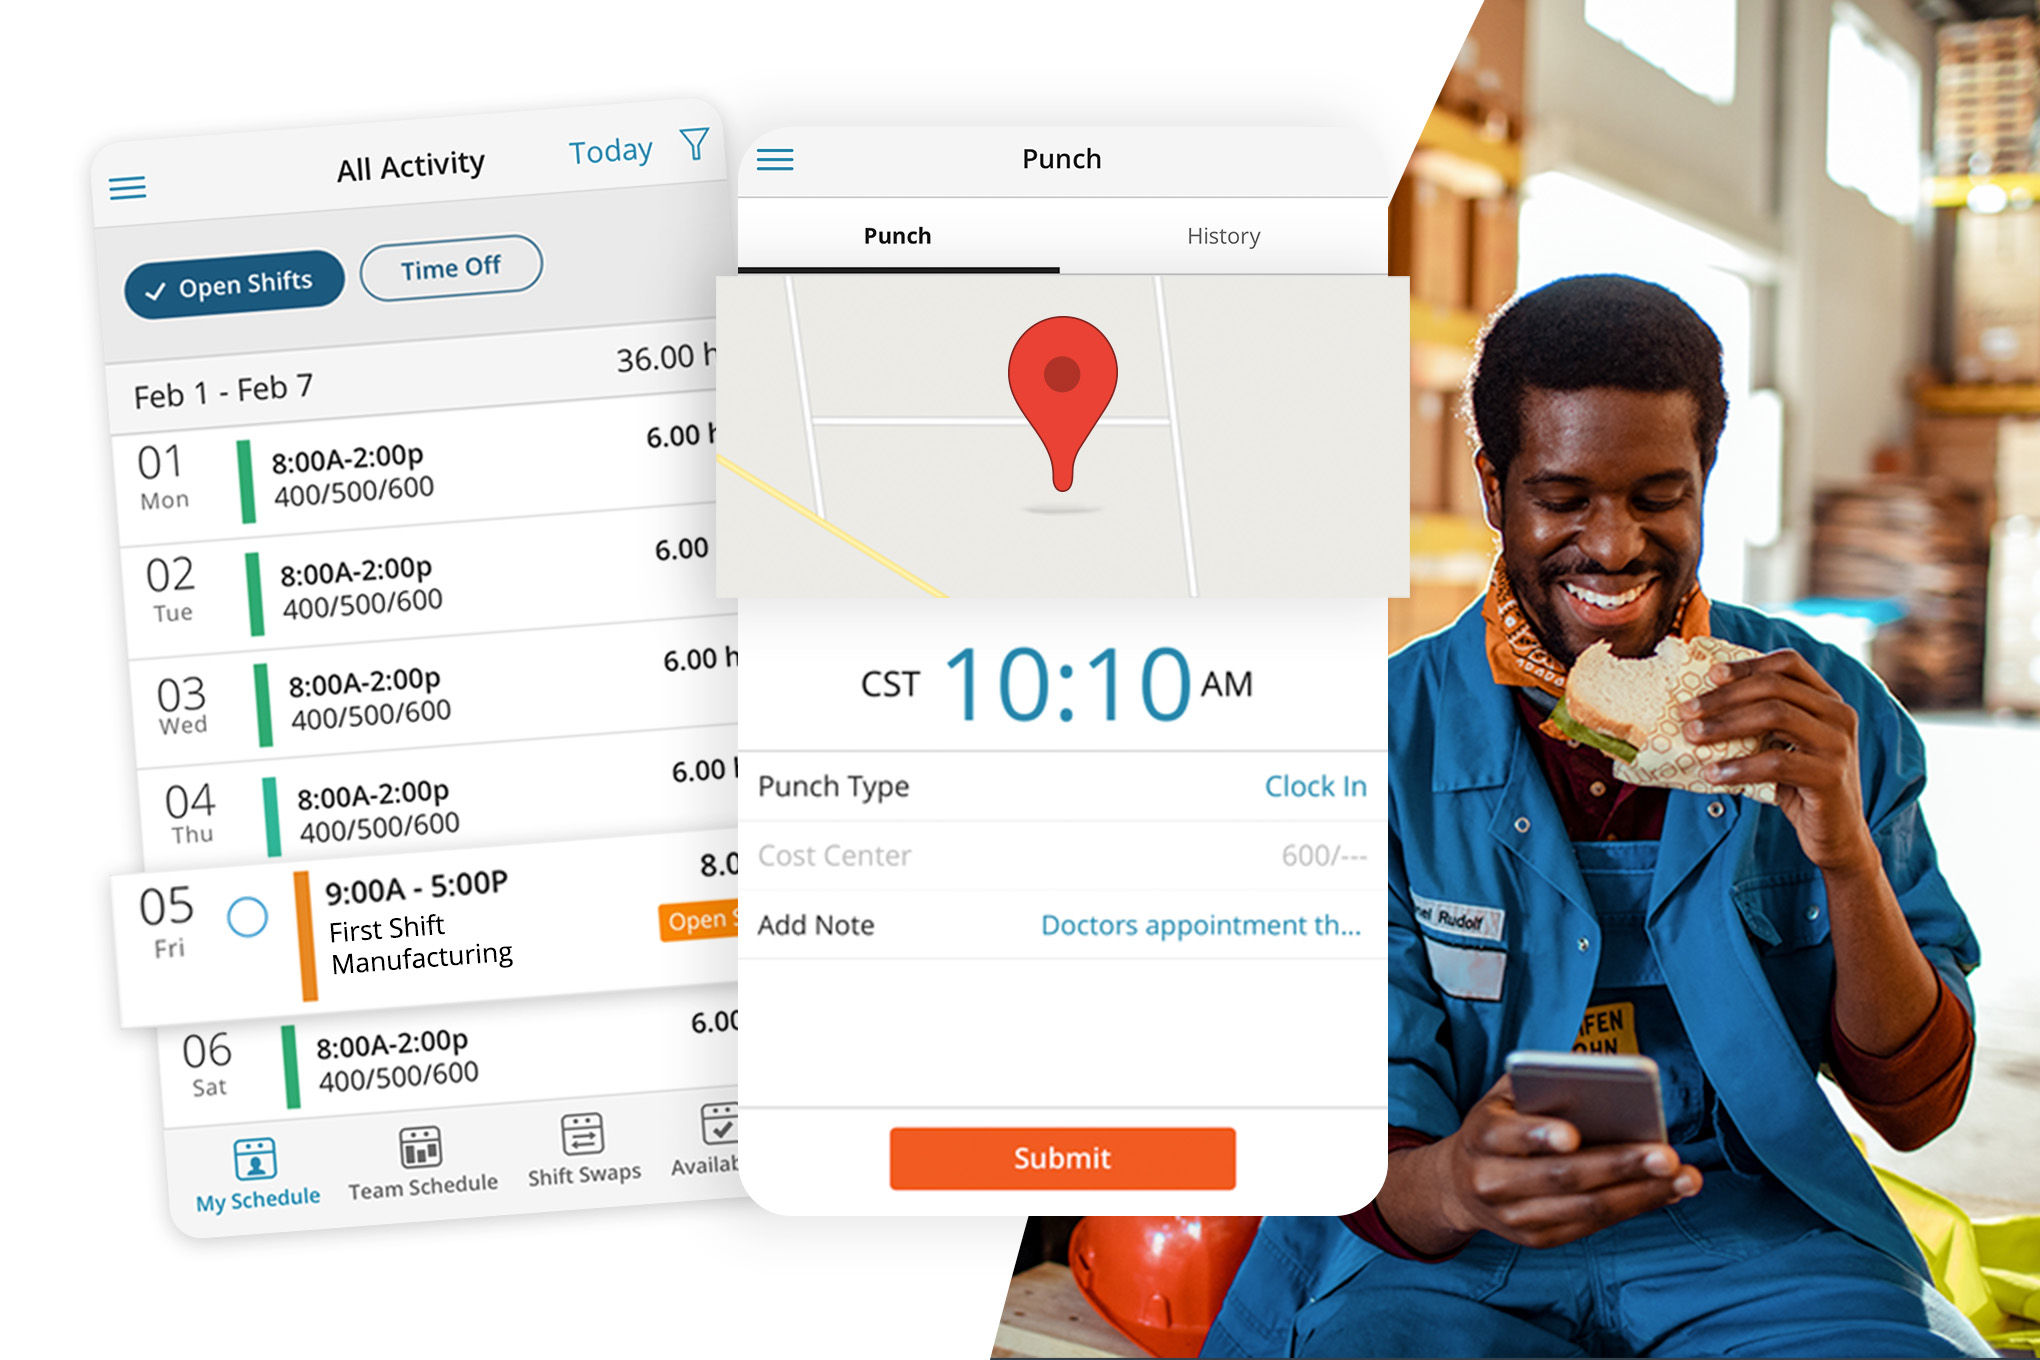 All Activity
Today
Open Shifts
Time Off
Feb 1 - Feb 7
36.00
01
Mon
8:00A-2:00p
400/500/600
6.00
02
Tue
8:00A-2:00p
400/500/600
6.00
03
Wed
8:00A-2:00p
400/500/600
6.00
04
Thu
8:00A-2:00p
400/500/600
6.00
05
Fri
9:00A - 5:00P
First Shift
Manufacturing
8.0
Open
06
Sat
8:00A-2:00p
400/500/600
6.00
My Schedule
Team Schedule
Shift Swaps
Punch
Punch
History
CST 10:10 AM
Punch Type
Clock In
Cost Center
600/---
Add Note
Doctors appointment th...
Submit
Rudolf